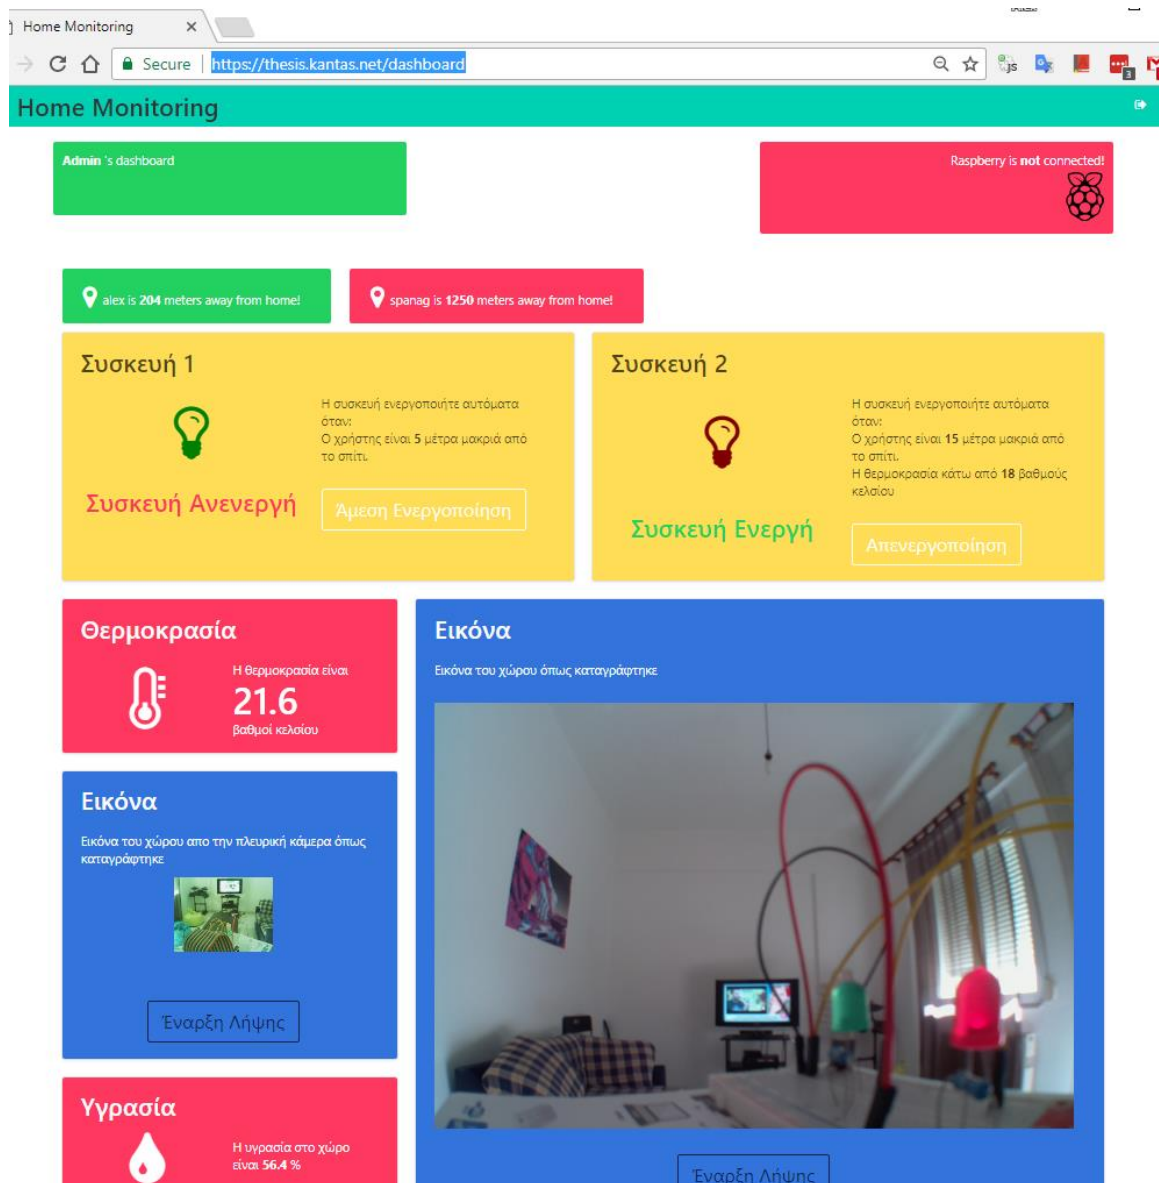 Home Monitoring
Secure
https://thesis.kantas.net/dashboard
js
3
Home Monitoring
Admin 's dashboard
Raspberry is not connected!
alex is 204 meters away from home!
spanag is 1250 meters away from home!
Συσκευή 1
Η συσκευή ενεργοποιήτε αυτόματα
όταν:
Ο χρήστης είναι 5 μέτρα μακριά από
το σπίτι.
Συσκευή Ανενεργή
Άμεση Ενεργοποίηση
Συσκευή 2
Η συσκευή ενεργοποιήτε αυτόματα
όταν:
Ο χρήστης είναι 15 μέτρα μακριά από
το σπίτι.
Η θερμοκρασία κάτω από 18 βαθμούς
κελσίου
Συσκευή Ενεργή
Απενεργοποίηση
Θερμοκρασία
Η θερμοκρασία είναι
21.6
βαθμοί κελσίου
Εικόνα
Εικόνα του χώρου όπως καταγράφτηκε
Εικόνα
Εικόνα του χώρου απο την πλευρική κάμερα όπως
καταγράφτηκε
Έναρξη Λήψης
Υγρασία
Η υγρασία στο χώρο
είναι 56.4 %
Έναρξη Λήψης